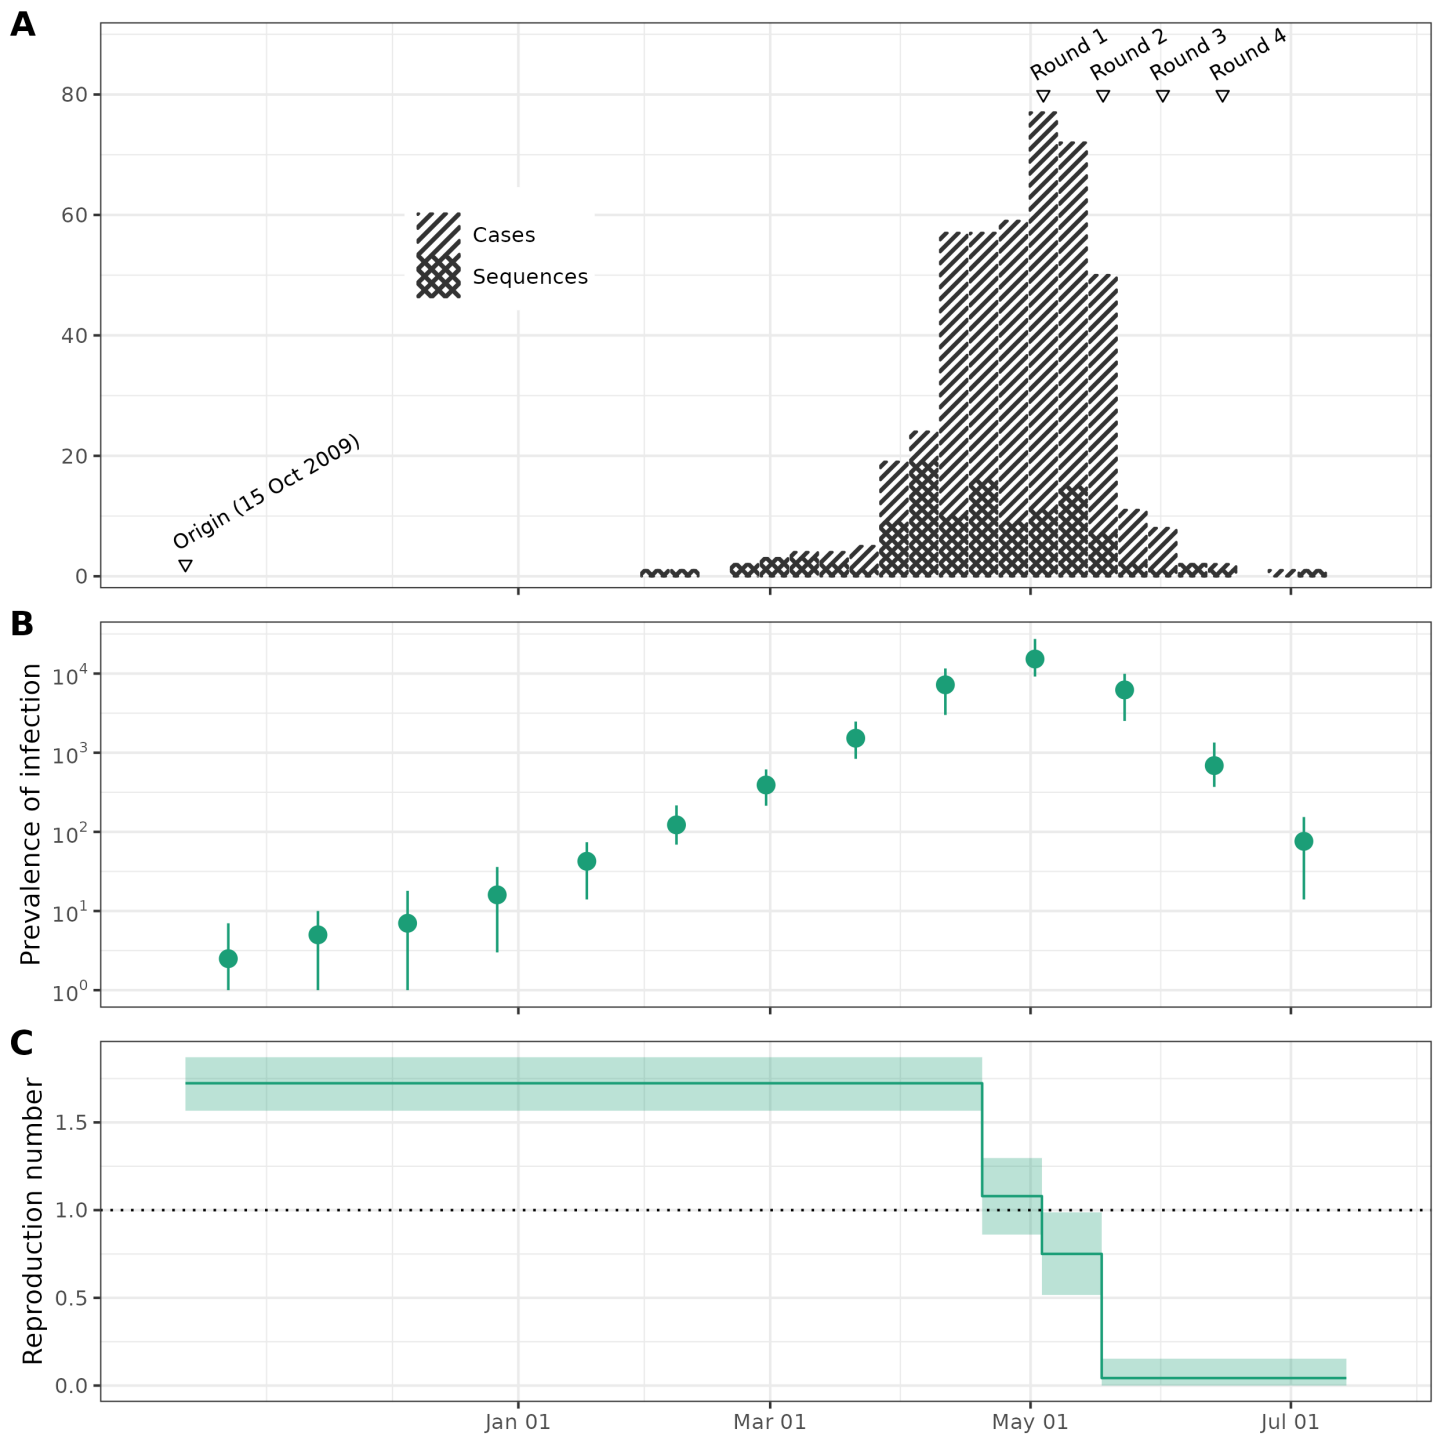 A
Round 1
Round 2
Round 3
Round 4
80
60
40
20
0
Cases
Sequences
Origin (15 Oct 2009)
B
Prevalence of infection
10⁴
10³
10²
10¹
10⁰
C
Reproduction number
1.5
1.0
0.5
0.0
Jan 01
Mar 01
May 01
Jul 01